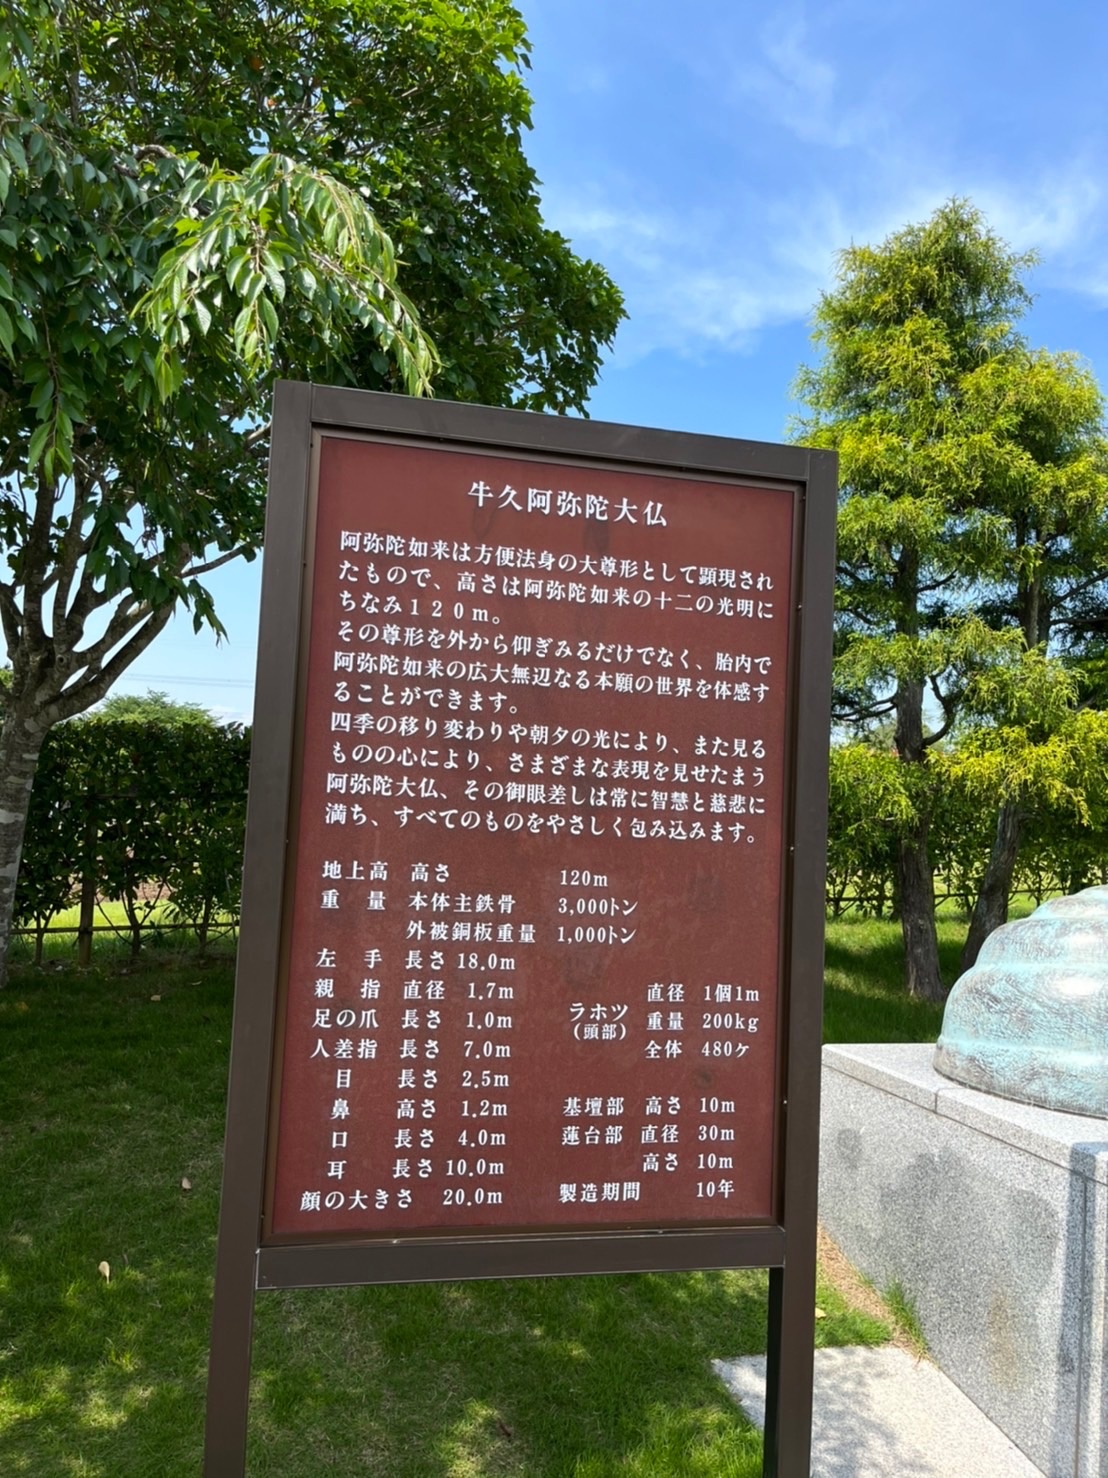 牛久阿弥陀大仏
阿弥陀如来は方便法身の大尊形として顕現され
たもので、高さは阿弥陀如来の十二の光明に
ちなみ１２０ｍ。
その尊形を外から仰ぎみるだけでなく、胎内で
阿弥陀如来の広大無辺なる本願の世界を体感す
ることができます。
四季の移り変わりや朝夕の光により、また見る
ものの心により、さまざまな表現を見せたまう
阿弥陀大仏、その御眼差しは常に智慧と慈悲に
満ち、すべてのものをやさしく包み込みます。
地上高 高さ 120m
重量 本体主鉄骨 3,000トン
外被銅板重量 1,000トン
左手 長さ 18.0m
親指 直径 1.7m
足の爪 長さ 1.0m
人差指 長さ 7.0m
目 長さ 2.5m
鼻 高さ 1.2m
口 長さ 4.0m
耳 長さ 10.0m
顔の大きさ 20.0m
ラホツ 直径 1個1m
(頭部) 重量 200kg
全体 480ケ
基壇部 高さ 10m
蓮台部 直径 30m
高さ 10m
製造期間 10年